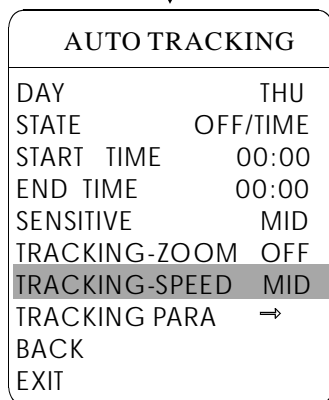 AUTO TRACKING
DAY THU
STATE OFF/TIME
START TIME 00:00
END TIME 00:00
SENSITIVE MID
TRACKING-ZOOM OFF
TRACKING-SPEED MID
TRACKING PARA ⇒
BACK
EXIT